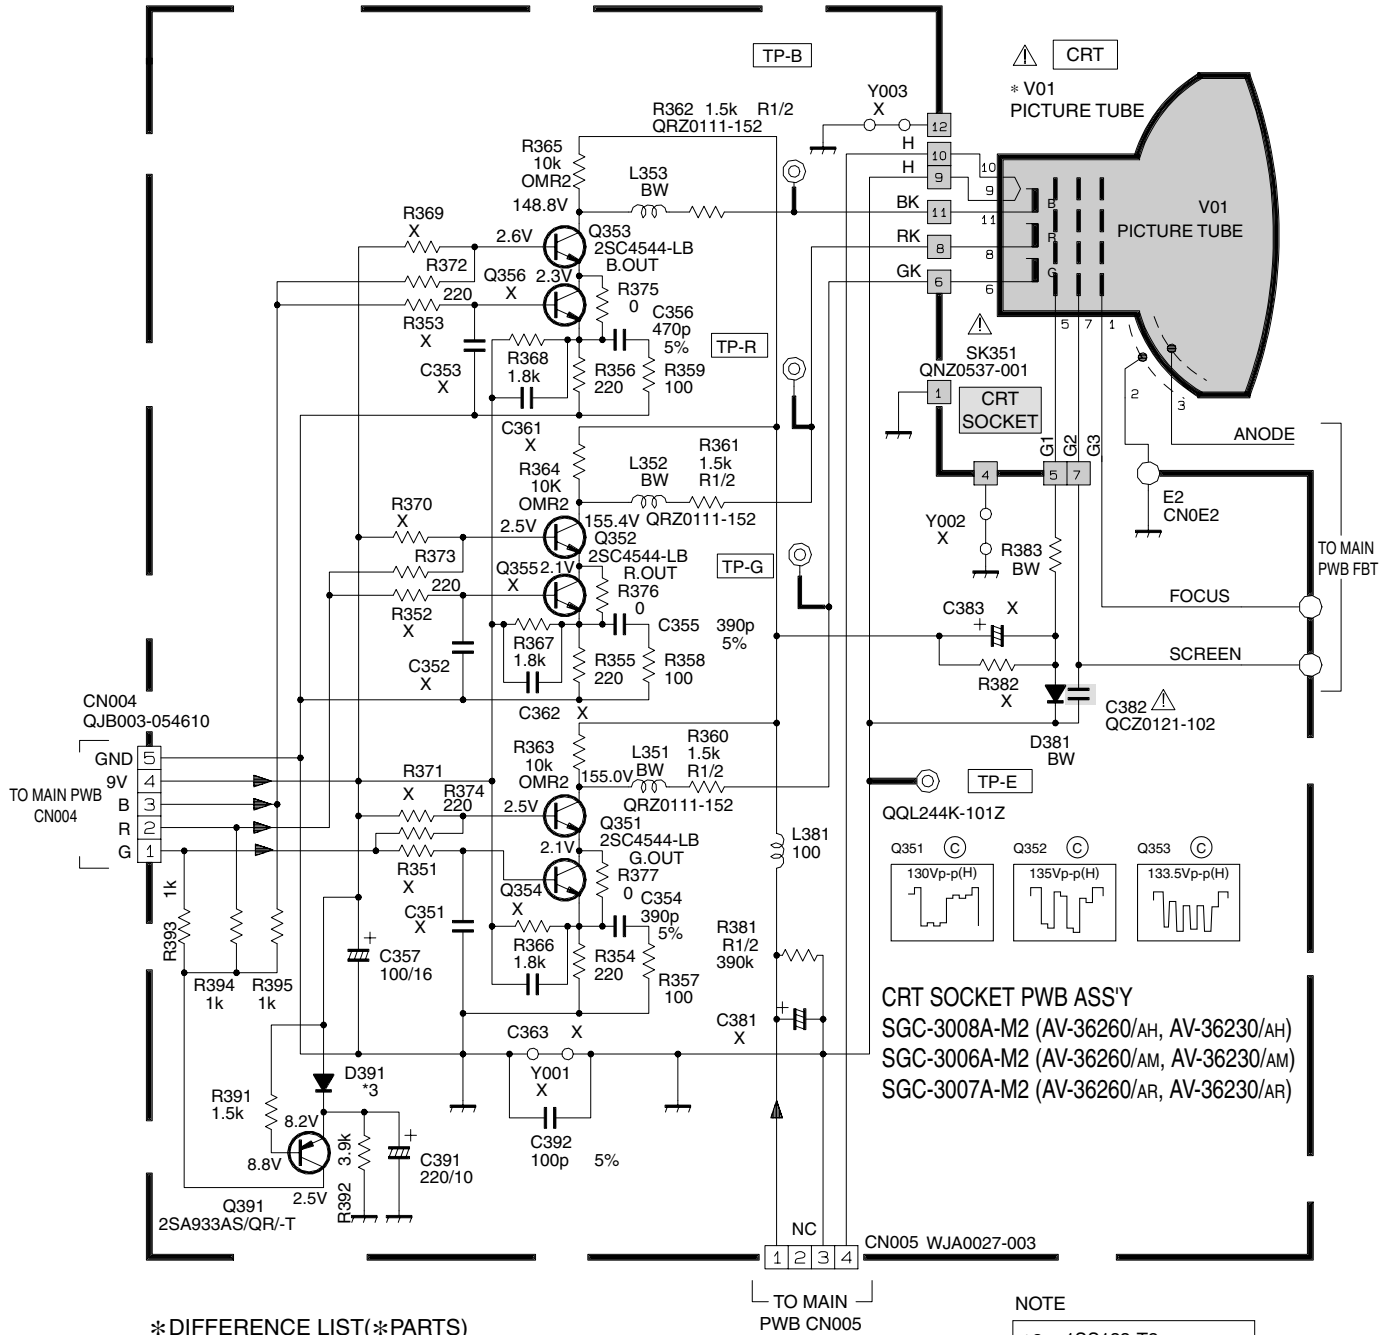 TP-B
CRT
* V01
PICTURE TUBE
Y003
X
R362 1.5k R1/2
QRZ0111-152
12
H
10
H
9
BK
11
RK
8
GK
6
10
9
11
8
6
B
R
G
V01
PICTURE TUBE
5
7
1
2
3
R365
10k
OMR2
148.8V
L353
BW
R369
X
2.6V
Q353
2SC4544-LB
B.OUT
R372
220
Q356
X
2.3V
R375
0
R353
X
C356
470p
5%
TP-R
C353
X
R368
1.8k
R356
220
R359
100
C361
X
SK351
QNZ0537-001
1
CRT
SOCKET
G1
G2
G3
ANODE
4
5
7
E2
CN0E2
R364
10K
OMR2
L352
BW
R361
1.5k
R1/2
QRZ0111-152
R370
X
2.5V
155.4V
Q352
2SC4544-LB
R.OUT
R373
220
Q355
X
2.1V
R376
0
R352
X
TP-G
C355
390p
5%
C352
X
R367
1.8k
R355
220
R358
100
C362
X
Y002
X
R383
BW
TO MAIN
PWB FBT
FOCUS
C383
X
+
SCREEN
R382
X
C382
QCZ0121-102
D381
BW
CN004
QJB003-054610
GND
5
9V
4
B
3
R
2
G
1
TO MAIN PWB
CN004
R363
10k
OMR2
155.0V
L351
BW
R360
1.5k
R1/2
QRZ0111-152
R371
X
R374
220
2.5V
Q351
2SC4544-LB
G.OUT
R351
X
2.1V
Q354
X
R377
0
C354
390p
5%
C351
X
R366
1.8k
R354
220
R357
100
C363
X
TP-E
QQL244K-101Z
L381
100
Q351 C
130Vp-p(H)
Q352 C
135Vp-p(H)
Q353 C
133.5Vp-p(H)
R393
1k
R394
1k
R395
1k
+
C357
100/16
R381
R1/2
390k
C381
X
+
CRT SOCKET PWB ASS'Y
SGC-3008A-M2 (AV-36260/AH, AV-36230/AH)
SGC-3006A-M2 (AV-36260/AM, AV-36230/AM)
SGC-3007A-M2 (AV-36260/AR, AV-36230/AR)
Y001
X
C392
100p
5%
D391
*3
R391
1.5k
8.2V
8.8V
2.5V
Q391
2SA933AS/QR/-T
R392
3.9k
+
C391
220/10
NC
1 2 3 4
CN005 WJA0027-003
TO MAIN
PWB CN005
NOTE
*DIFFERENCE LIST(*PARTS)